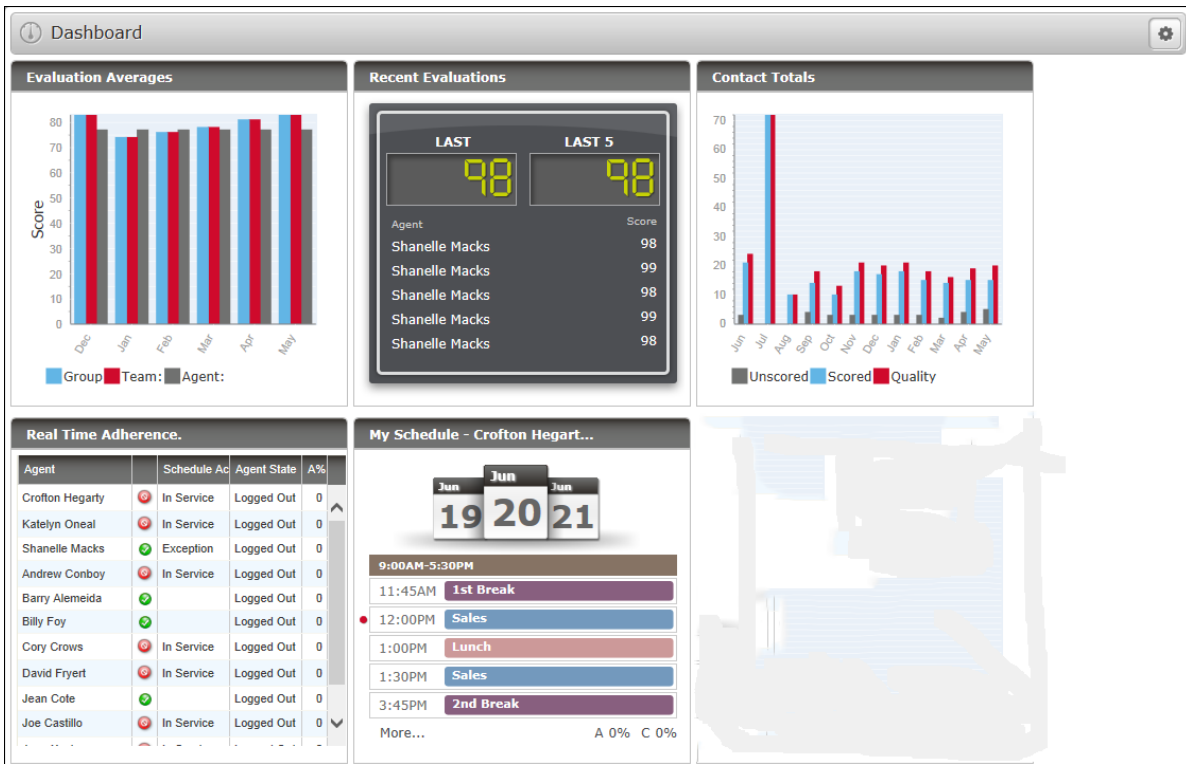 Dashboard
Evaluation Averages
Score
80
70
60
50
40
30
20
10
0
Dec Jan Feb Mar Apr May
Group Team: Agent:
Recent Evaluations
LAST LAST 5
98 98
Agent Score
Shanelle Macks 98
Shanelle Macks 99
Shanelle Macks 98
Shanelle Macks 99
Shanelle Macks 98
Contact Totals
70
60
50
40
30
20
10
0
Jun Jul Aug Sep Oct Nov Dec Jan Feb Mar Apr May
Unscored Scored Quality
Real Time Adherence.
Agent Schedule Ac Agent State A%
Crofton Hegarty In Service Logged Out 0
Katelyn Oneal In Service Logged Out 0
Shanelle Macks Exception Logged Out 0
Andrew Conboy In Service Logged Out 0
Barry Alemeida Logged Out 0
Billy Foy Logged Out 0
Cory Crows In Service Logged Out 0
David Fryert In Service Logged Out 0
Jean Cote Logged Out 0
Joe Castillo In Service Logged Out 0
My Schedule - Crofton Hegart...
Jun Jun Jun
19 20 21
9:00AM-5:30PM
11:45AM 1st Break
12:00PM Sales
1:00PM Lunch
1:30PM Sales
3:45PM 2nd Break
More... A 0% C 0%